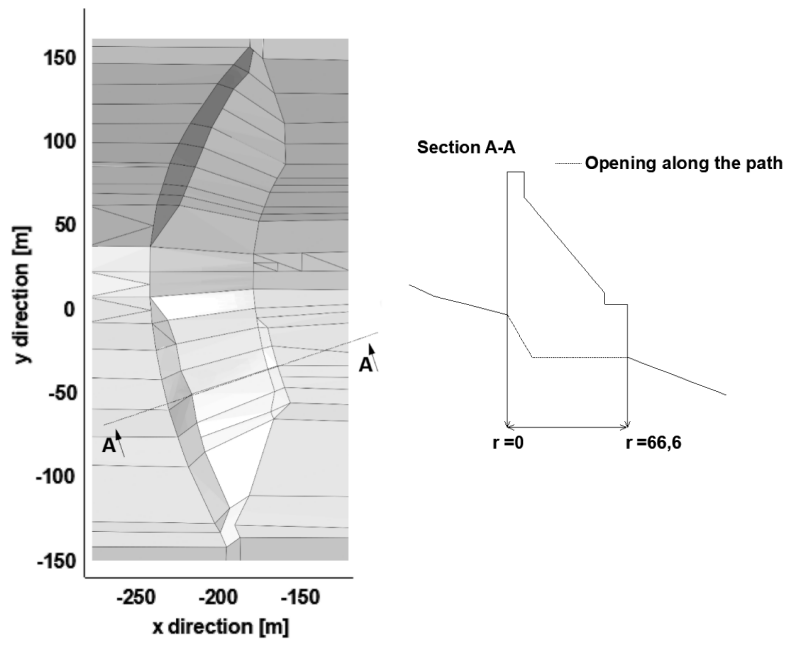 150
100
50
0
-50
-100
-150
y direction [m]
-250
-200
-150
x direction [m]
A
A
Section A-A
Opening along the path
r =0
r =66,6